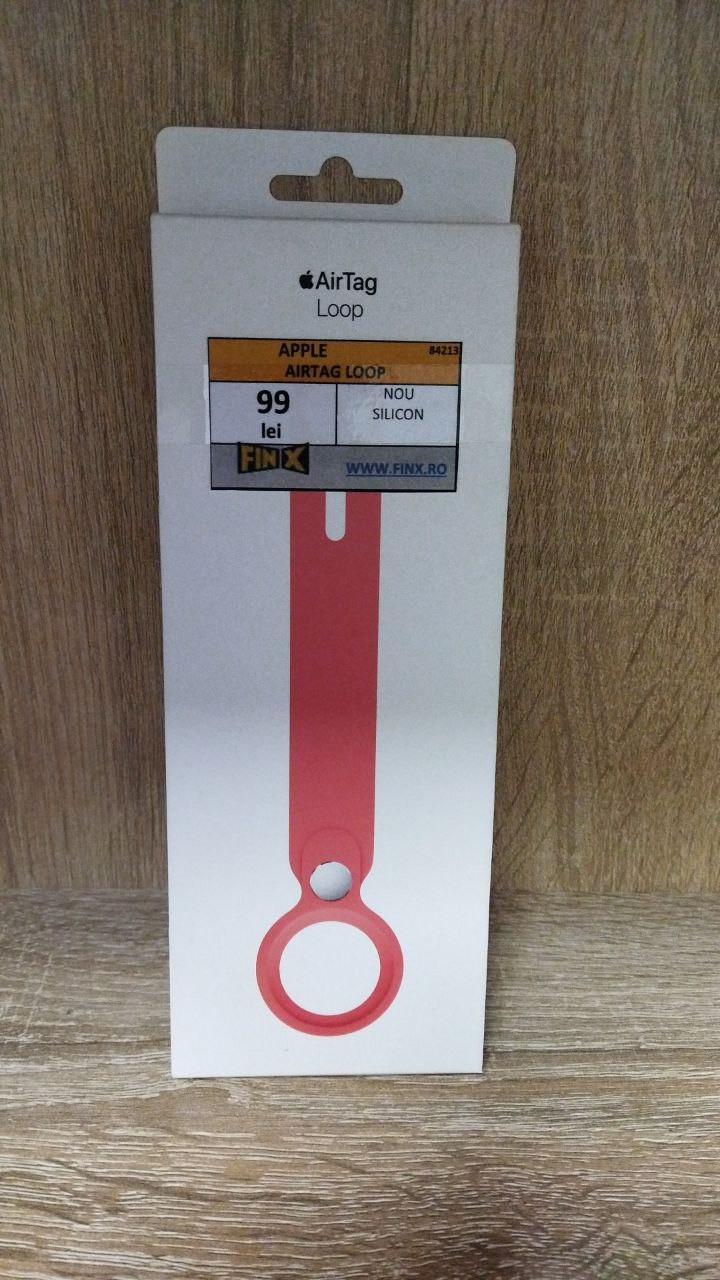 AirTag
Loop
APPLE 84213
AIRTAG LOOP
99
lei
NOU
SILICON
FINX
WWW.FINX.RO